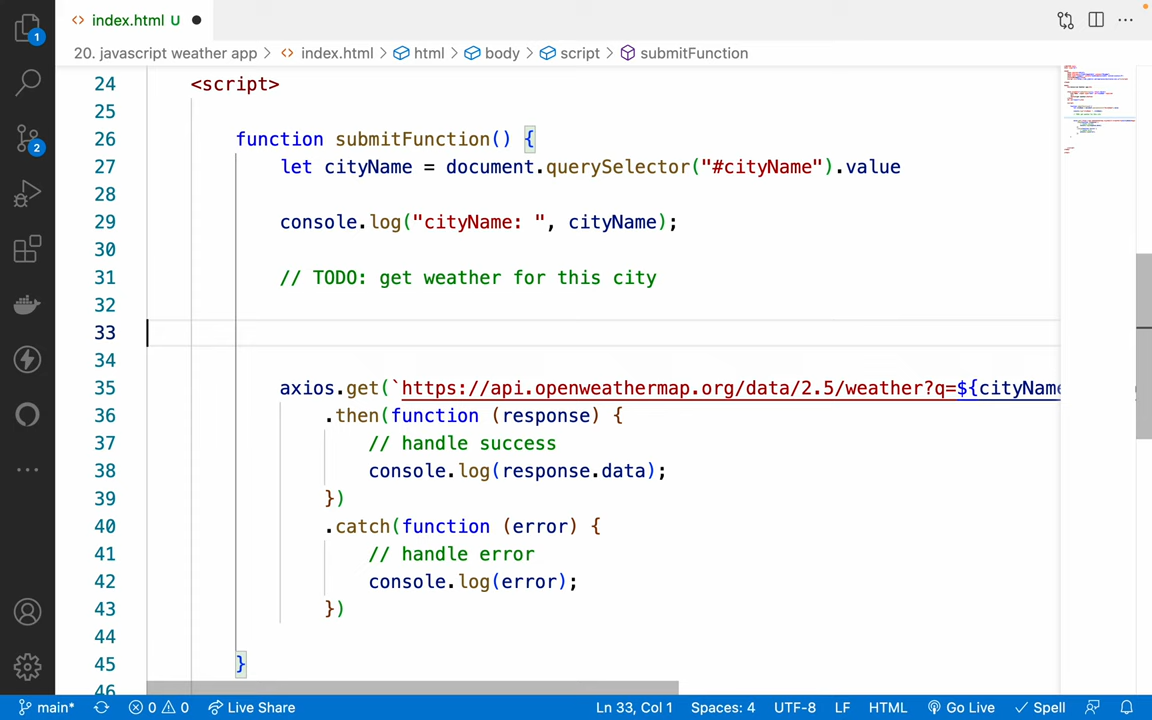 index.html U
1
20. javascript weather app > index.html > html > body > script > submitFunction
24 <script>
25
26 function submitFunction() {
27 let cityName = document.querySelector("#cityName").value
28
29 console.log("cityName: ", cityName);
30
31 // TODO: get weather for this city
32
33
34
35 axios.get(`https://api.openweathermap.org/data/2.5/weather?q=${cityName
36 .then(function (response) {
37 // handle success
38 console.log(response.data);
39 })
40 .catch(function (error) {
41 // handle error
42 console.log(error);
43 })
44
45 }
46
2
main* 0 0 Live Share Ln 33, Col 1 Spaces: 4 UTF-8 LF HTML Go Live Spell